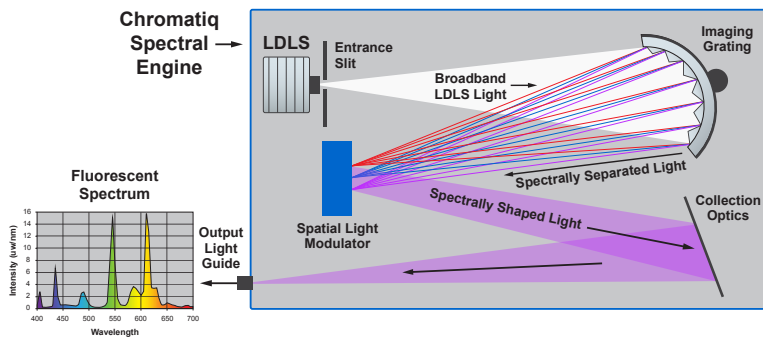 Chromatiq
Spectral
Engine
LDLS
Entrance
Slit
Broadband
LDLS Light
Imaging
Grating
Spectrally Separated Light
Spatial Light
Modulator
Spectrally Shaped Light
Collection
Optics
Fluorescent
Spectrum
Output
Light
Guide
Intensity (uw/nm)
16
14
12
10
8
6
4
2
0
400 450 500 550 600 650 700
Wavelength